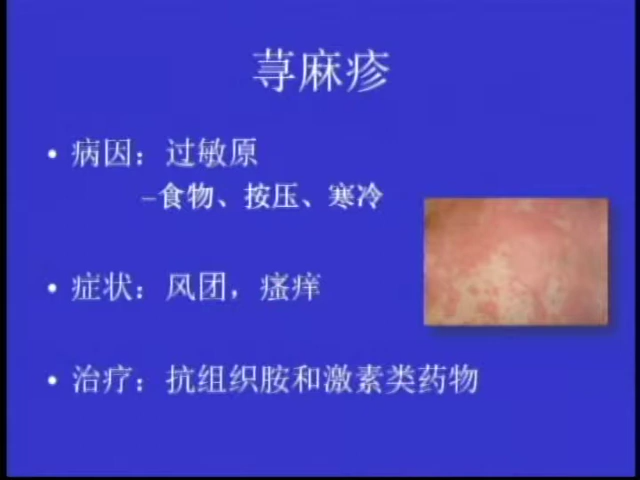 荨麻疹
• 病因：过敏原
–食物、按压、寒冷
• 症状：风团，瘙痒
• 治疗：抗组织胺和激素类药物